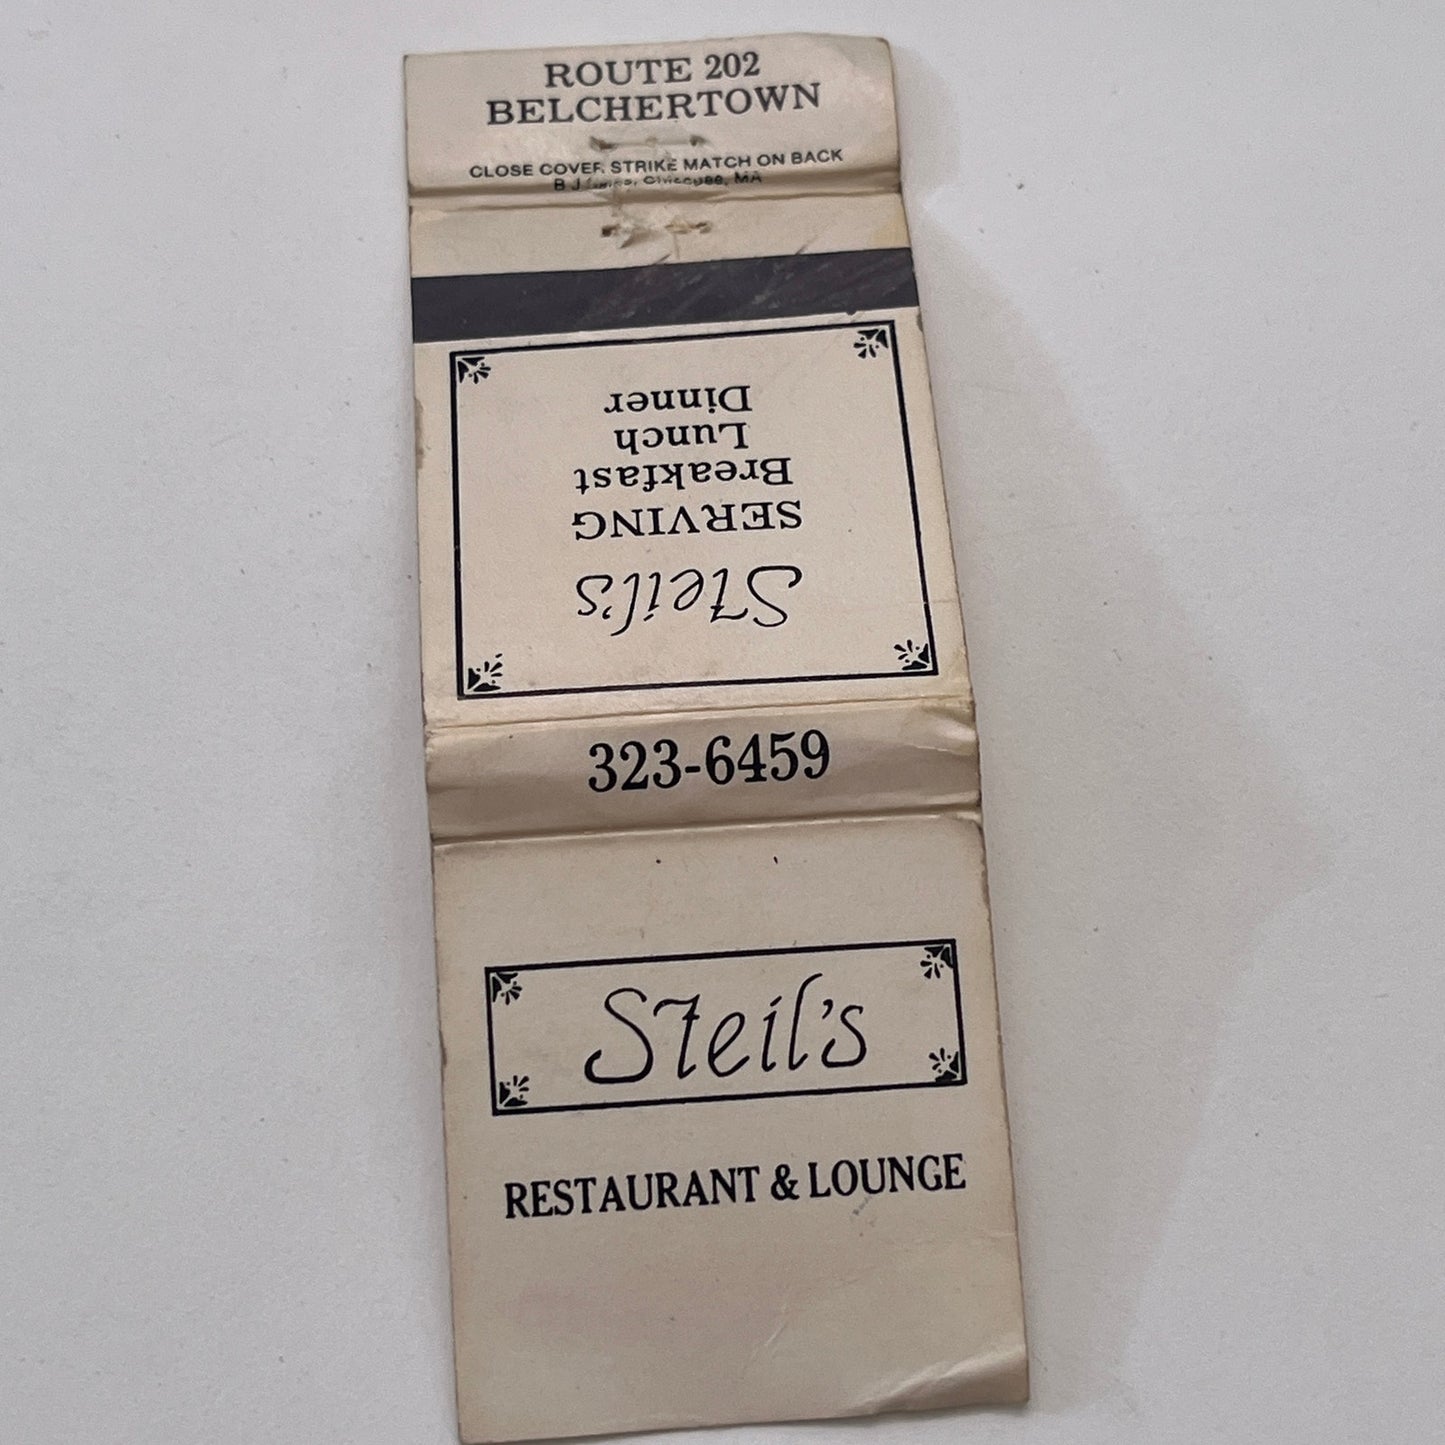 ROUTE 202
BELCHERTOWN
CLOSE COVER STRIKE MATCH ON BACK
B J MA
Steil's
SERVING
Breakfast
Lunch
Dinner
323-6459
Steil's
RESTAURANT & LOUNGE